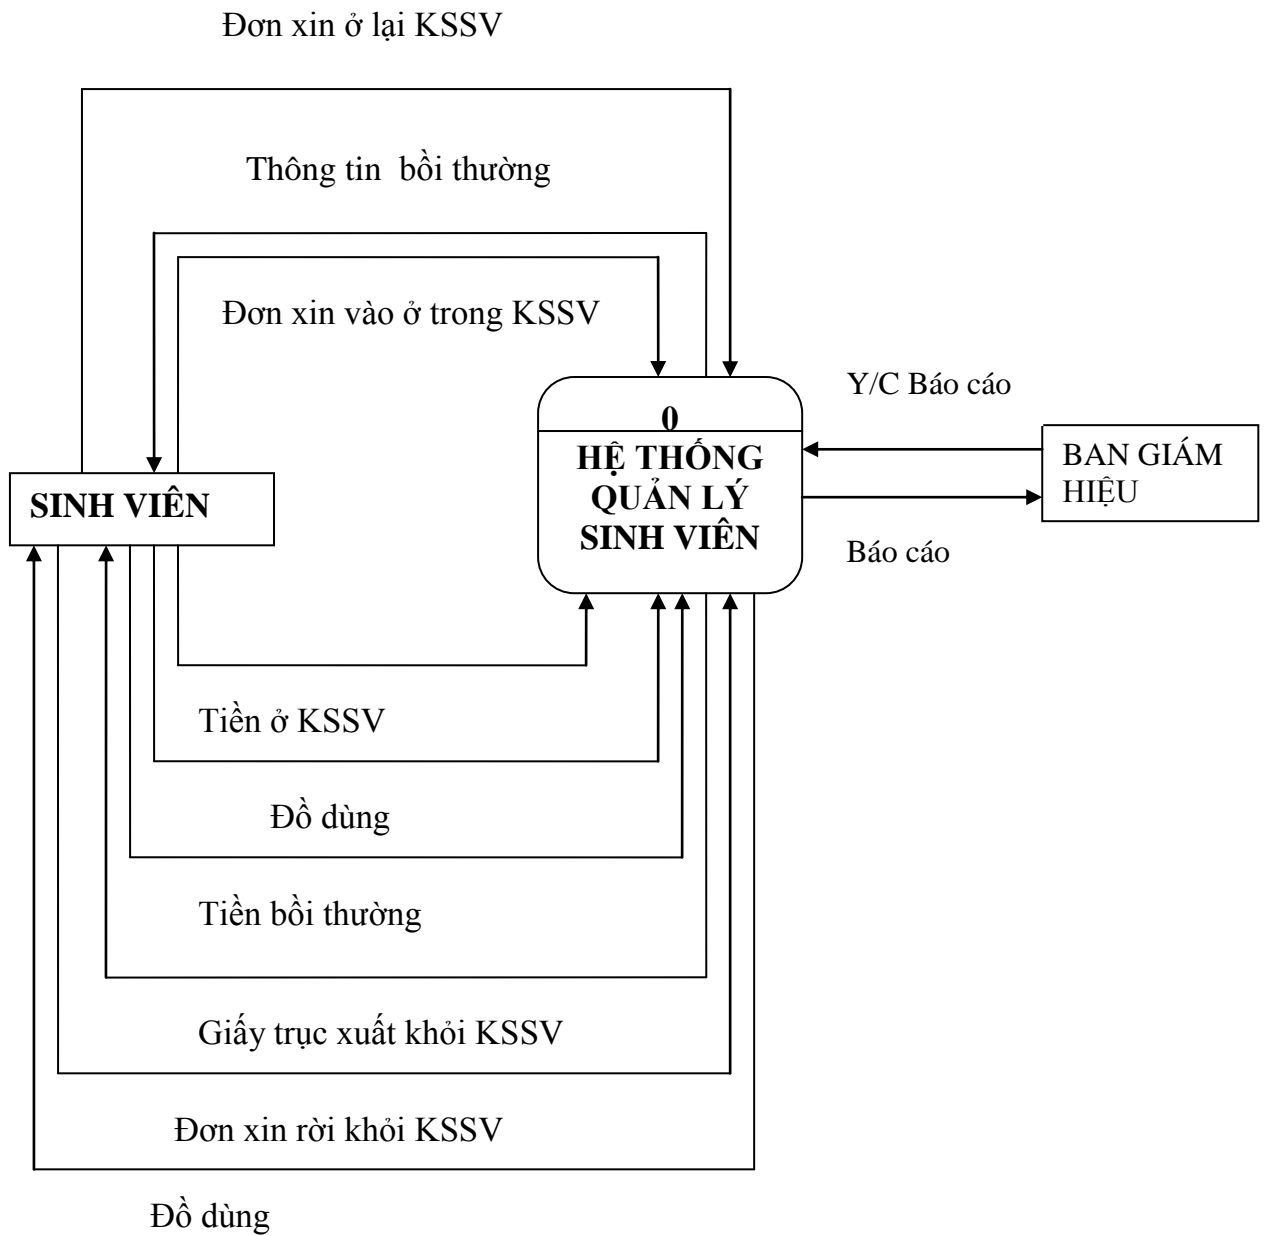 Đơn xin ở lại KSSV
Thông tin bồi thường
Đơn xin vào ở trong KSSV
Y/C Báo cáo
0
HỆ THỐNG
QUẢN LÝ
SINH VIÊN
BAN GIÁM
HIỆU
SINH VIÊN
Báo cáo
Tiền ở KSSV
Đồ dùng
Tiền bồi thường
Giấy trục xuất khỏi KSSV
Đơn xin rời khỏi KSSV
Đồ dùng